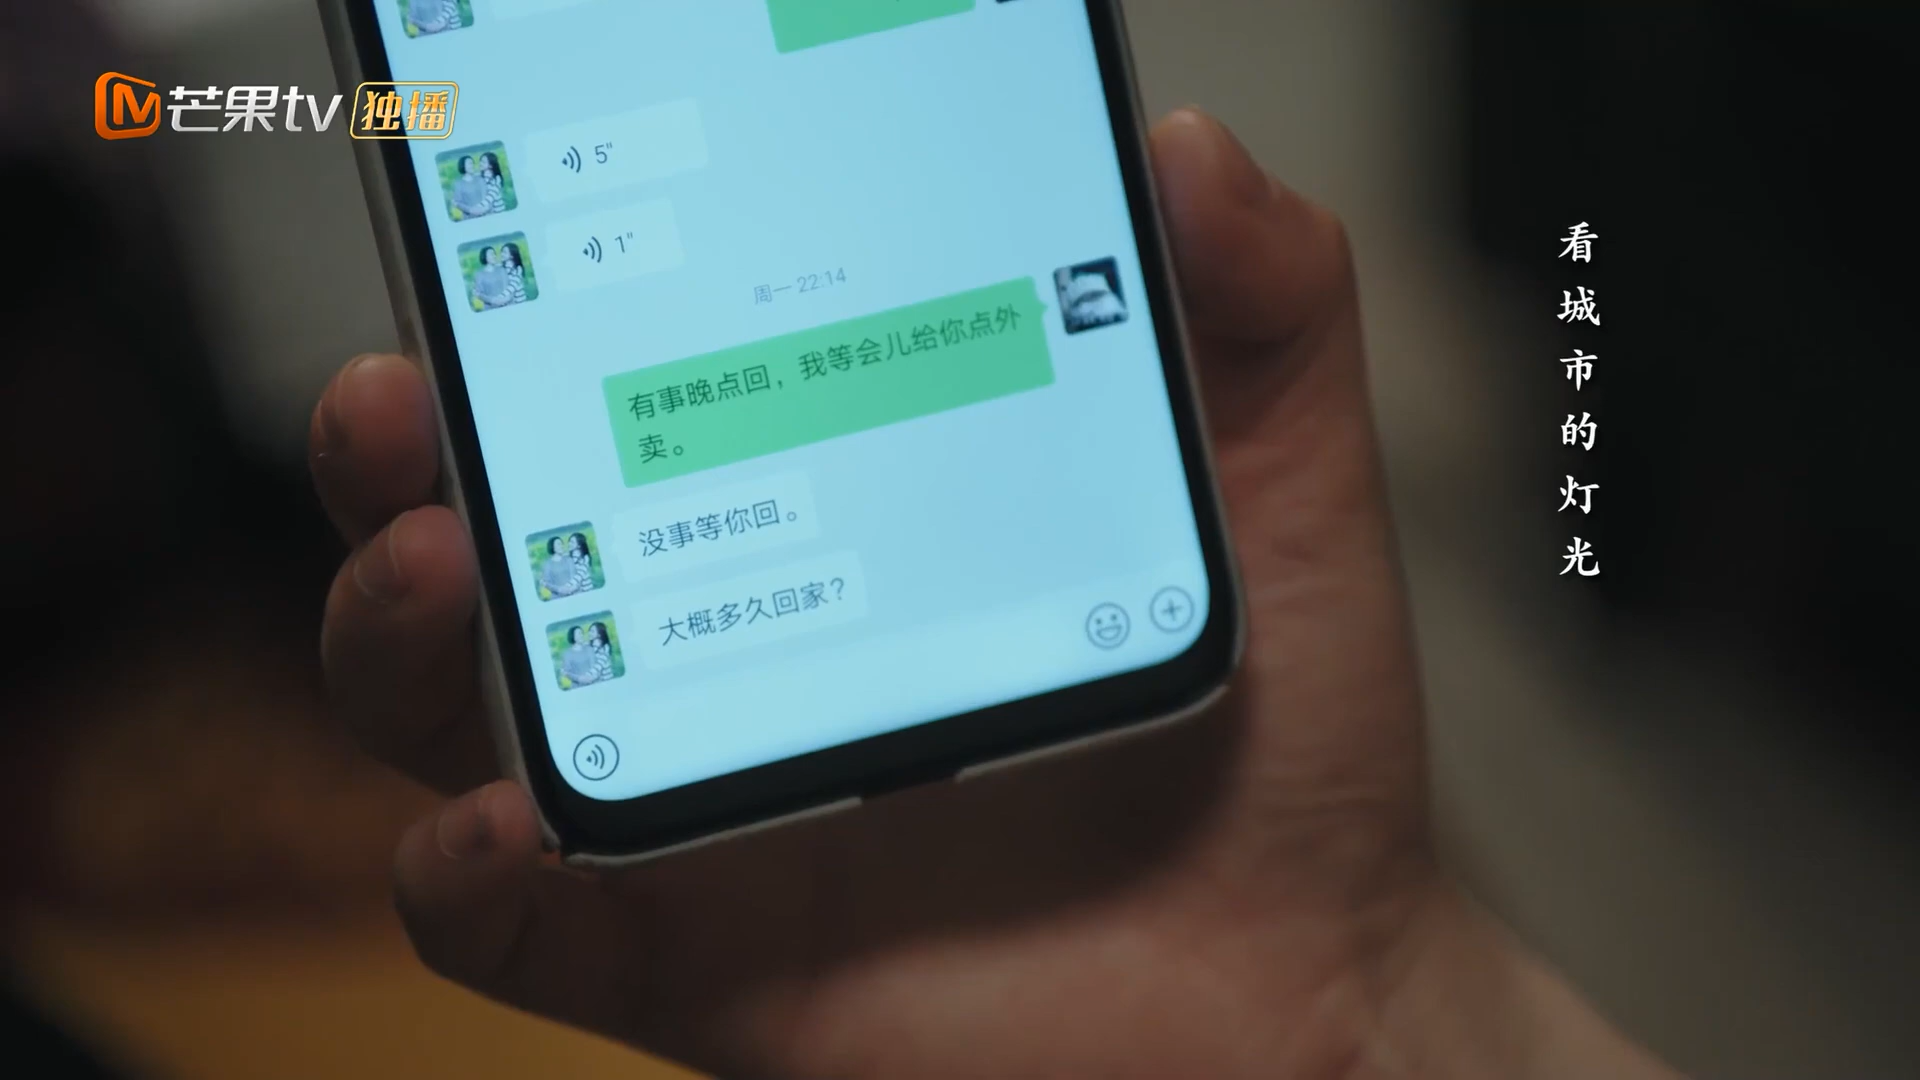 芒果tv 独播
5"
1"
周一 22:14
有事晚点回，我等会儿给你点外
卖。
没事等你回。
大概多久回家？
看城市的灯光